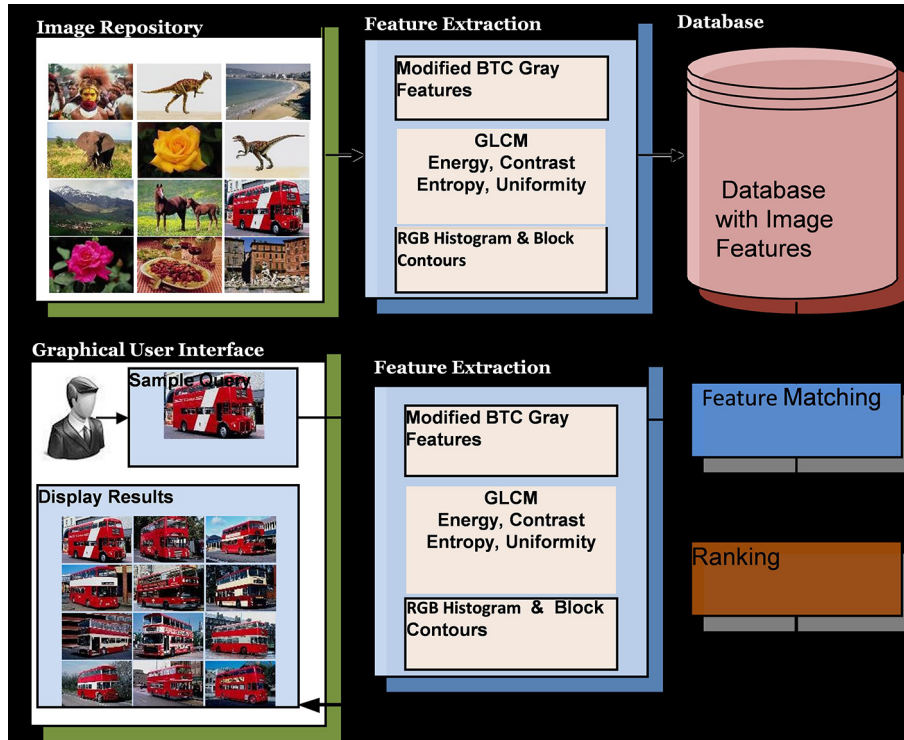 Image Repository
Feature Extraction
Database
Modified BTC Gray
Features
GLCM
Energy, Contrast
Entropy, Uniformity
RGB Histogram & Block
Contours
Database
with Image
Features
Graphical User Interface
Sample Query
Display Results
Feature Extraction
Modified BTC Gray
Features
GLCM
Energy, Contrast
Entropy, Uniformity
RGB Histogram & Block
Contours
Feature Matching
Ranking